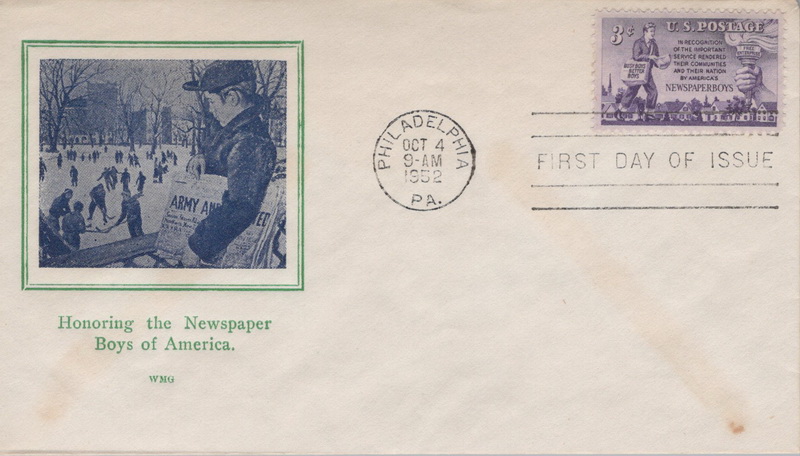 U.S. POSTAGE
3¢
IN RECOGNITION
OF THE IMPORTANT
SERVICE RENDERED
THEIR COMMUNITIES
AND THEIR NATION
BY AMERICA'S
NEWSPAPERBOYS
BUSY BOYS
BETTER
BOYS
FREE
ENTERPRISE
PHILADELPHIA
OCT 4
9-AM
1952
PA.
FIRST DAY OF ISSUE
ARMY AN
ED
Honoring the Newspaper
Boys of America.
WMG